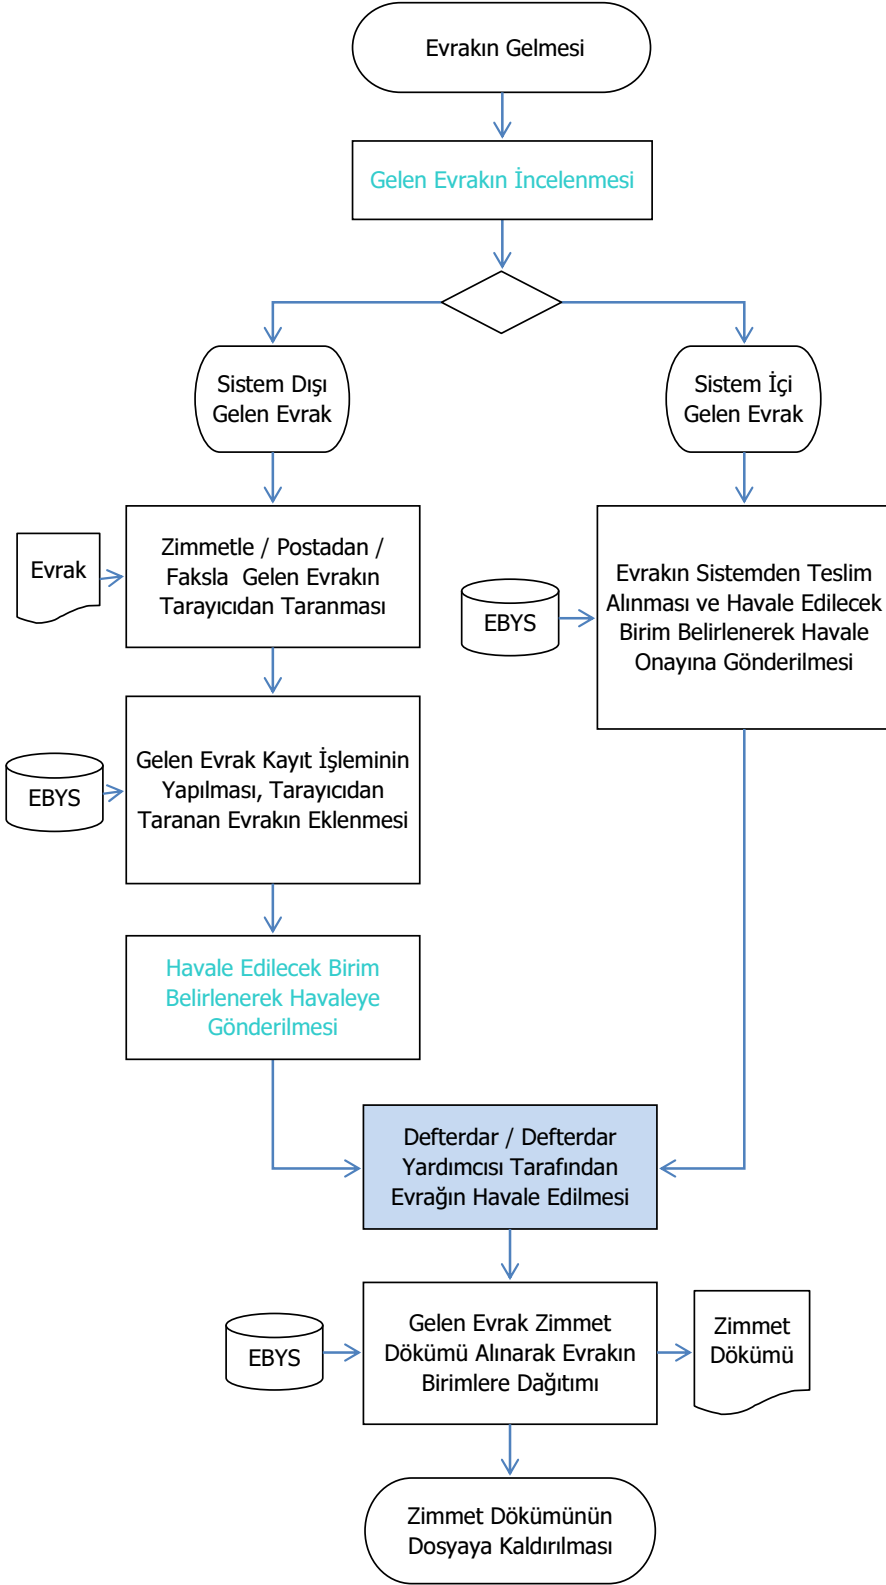 Evrakın Gelmesi
Gelen Evrakın İncelenmesi
Sistem Dışı
Gelen Evrak
Sistem İçi
Gelen Evrak
Evrak
Zimmetle / Postadan /
Faksla Gelen Evrakın
Tarayıcıdan Taranması
EBYS
Evrakın Sistemden Teslim
Alınması ve Havale Edilecek
Birim Belirlenerek Havale
Onayına Gönderilmesi
EBYS
Gelen Evrak Kayıt İşleminin
Yapılması, Tarayıcıdan
Taranan Evrakın Eklenmesi
Havale Edilecek Birim
Belirlenerek Havaleye
Gönderilmesi
Defterdar / Defterdar
Yardımcısı Tarafından
Evrağın Havale Edilmesi
EBYS
Gelen Evrak Zimmet
Dökümü Alınarak Evrakın
Birimlere Dağıtımı
Zimmet
Dökümü
Zimmet Dökümünün
Dosyaya Kaldırılması